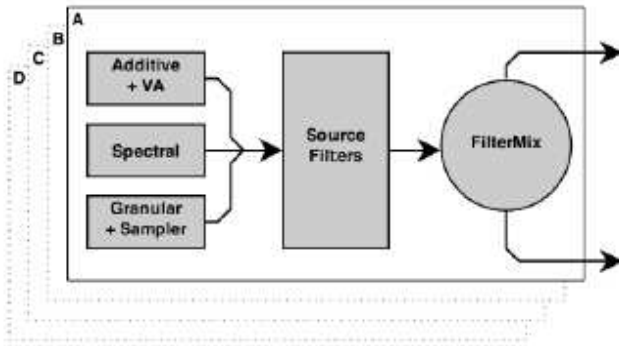 A
B
C
D
Additive
+ VA
Spectral
Granular
+ Sampler
Source
Filters
FilterMix